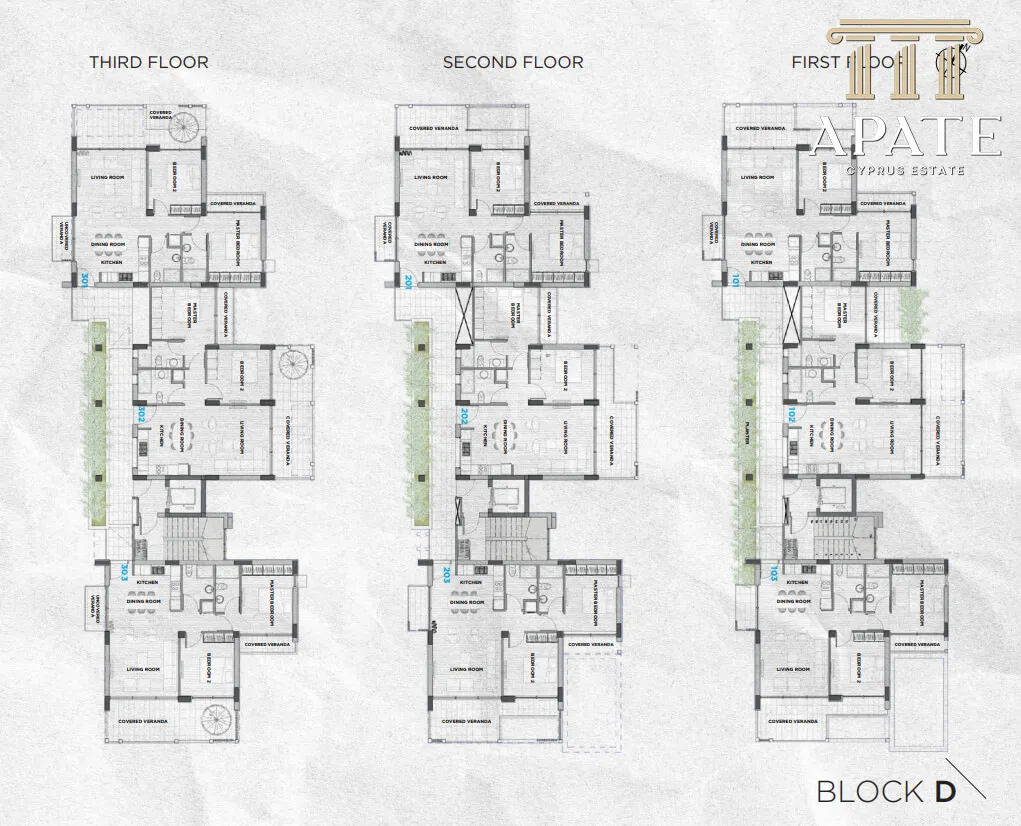 THIRD FLOOR
COVERED
VERANDA
LIVING ROOM
BEDROOM 2
COVERED VERANDA
UNCOVERED
VERANDA
DINING ROOM
MASTER BEDROOM
KITCHEN
301
MASTER
BEDROOM
COVERED VERANDA
BEDROOM 2
302
KITCHEN
DINING ROOM
LIVING ROOM
COVERED VERANDA
303
KITCHEN
UNCOVERED
VERANDA
DINING ROOM
MASTER BEDROOM
COVERED VERANDA
LIVING ROOM
BEDROOM 2
COVERED VERANDA
SECOND FLOOR
COVERED VERANDA
LIVING ROOM
BEDROOM 2
COVERED VERANDA
COVERED
VERANDA
DINING ROOM
MASTER BEDROOM
KITCHEN
201
MASTER
BEDROOM
COVERED VERANDA
BEDROOM 2
202
KITCHEN
DINING ROOM
LIVING ROOM
COVERED VERANDA
203
KITCHEN
DINING ROOM
MASTER BEDROOM
COVERED VERANDA
LIVING ROOM
BEDROOM 2
COVERED VERANDA
FIRST FLOOR
N
APATE
CYPRUS ESTATE
COVERED VERANDA
LIVING ROOM
BEDROOM 2
COVERED VERANDA
COVERED
VERANDA
DINING ROOM
MASTER BEDROOM
KITCHEN
101
MASTER
BEDROOM
COVERED VERANDA
BEDROOM 2
102
PLANTER
KITCHEN
DINING ROOM
LIVING ROOM
COVERED VERANDA
103
KITCHEN
DINING ROOM
MASTER BEDROOM
COVERED VERANDA
LIVING ROOM
BEDROOM 2
COVERED VERANDA
BLOCK D